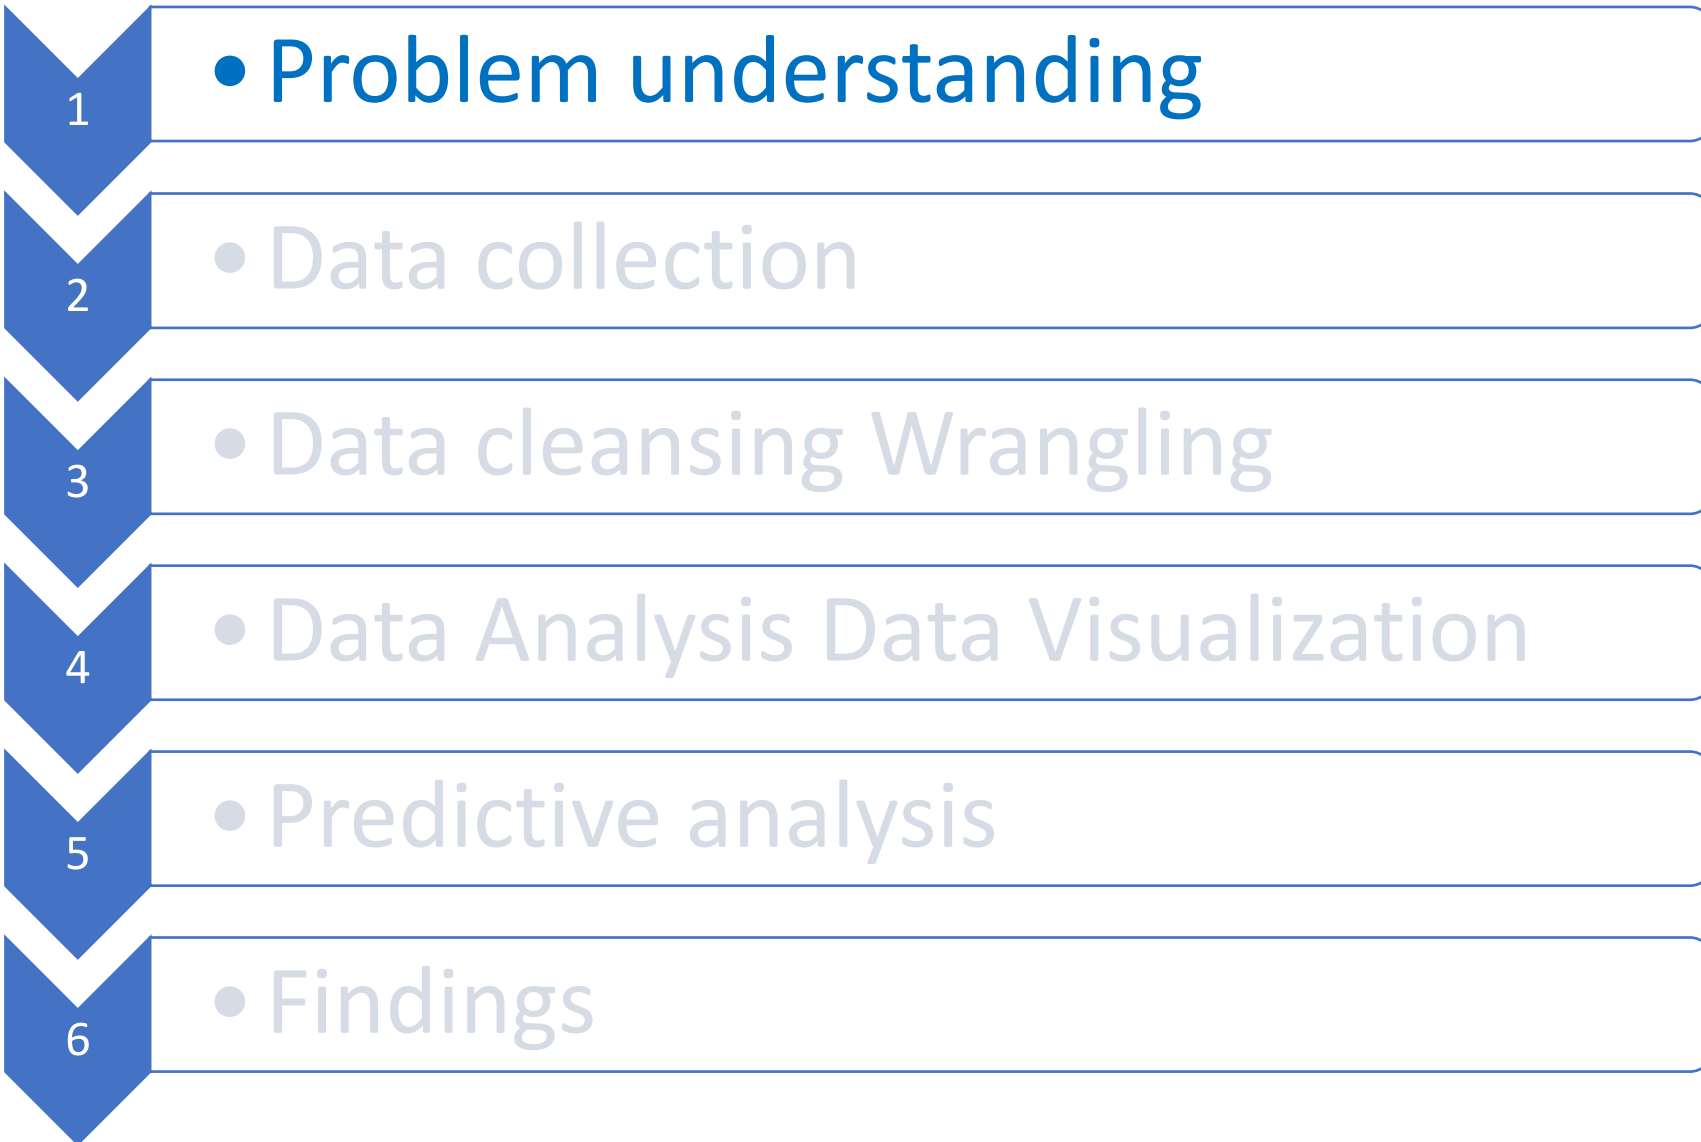 1 • Problem understanding
2 • Data collection
3 • Data cleansing Wrangling
4 • Data Analysis Data Visualization
5 • Predictive analysis
6 • Findings